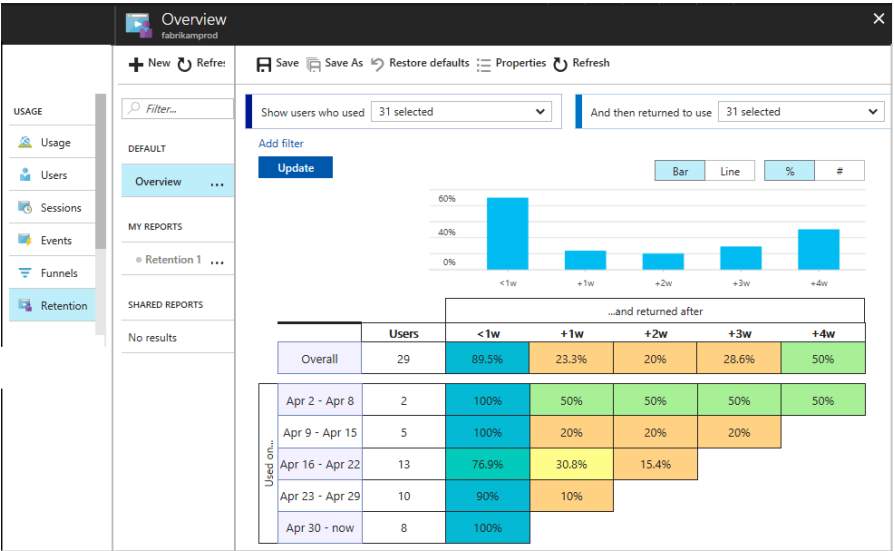 Overview
fabrikamprod
New Refre
Save Save As Restore defaults Properties Refresh
USAGE
Usage
Users
Sessions
Events
Funnels
Retention
Filter...
DEFAULT
Overview ...
MY REPORTS
Retention 1 ...
SHARED REPORTS
No results
Show users who used 31 selected
And then returned to use 31 selected
Add filter
Update
Bar Line % #
60%
40%
0%
<1w +1w +2w +3w +4w
...and returned after
Users <1w +1w +2w +3w +4w
Overall 29 89.5% 23.3% 20% 28.6% 50%
Used on...
Apr 2 - Apr 8 2 100% 50% 50% 50% 50%
Apr 9 - Apr 15 5 100% 20% 20% 20%
Apr 16 - Apr 22 13 76.9% 30.8% 15.4%
Apr 23 - Apr 29 10 90% 10%
Apr 30 - now 8 100%